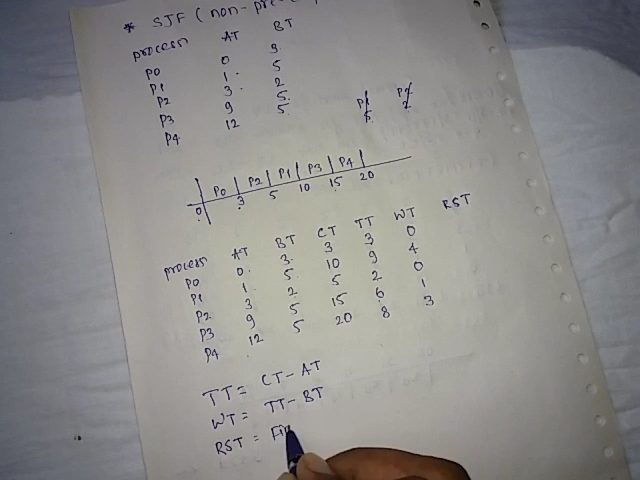 * SJF (non-pre
process AT BT
P0 0 3
P1 1 5
P2 3 2
P3 9 5
P4 12 5
P1 P2
5 2
P0 P2 P1 P3 P4
0 3 5 10 15 20
process AT BT CT TT WT RST
P0 0 3 3 3 0
P1 1 5 10 9 4
P2 3 2 5 2 0
P3 9 5 15 6 1
P4 12 5 20 8 3
TT = CT - AT
WT = TT - BT
RST = Fi